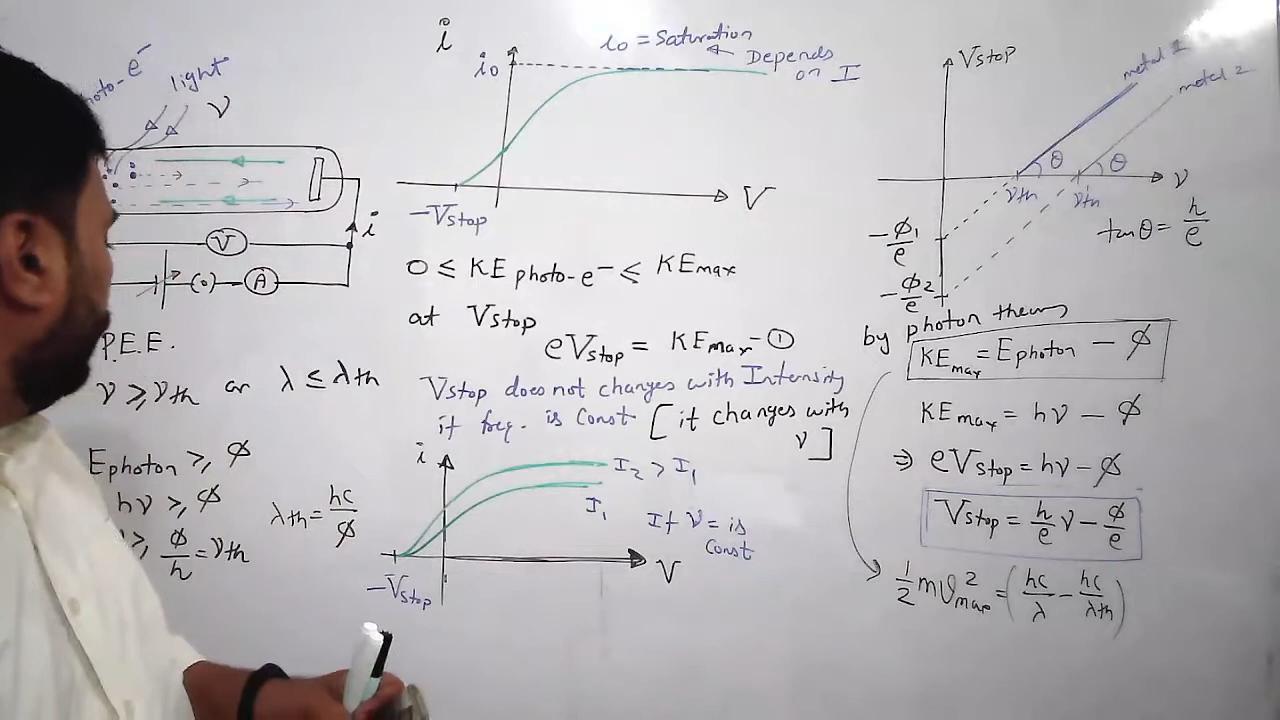 photo-e⁻
light
ν
V
A
i
P.E.E.
ν ≥ νth or λ ≤ λth
Ephoton ≥ ϕ
hν ≥ ϕ
≥ ϕ/h = νth
λth = hc/ϕ
i
i₀
i₀ = Saturation
Depends
on I
V
-Vstop
0 ≤ KE photo-e⁻ ≤ KEmax
at Vstop
eVstop = KEmax - ①
Vstop does not changes with Intensity
if freq. is Const [it changes with
ν]
i
I₂ > I₁
I₁
If ν = is
Const
V
-Vstop
Vstop
metal 1
metal 2
θ
θ
ν
νth
ν'th
-ϕ₁/e
-ϕ₂/e
tanθ = h/e
by photon theory
KEmax = Ephoton - ϕ
KEmax = hν - ϕ
⇒ eVstop = hν - ϕ
Vstop = h/e ν - ϕ/e
1/2 mv²max = (hc/λ - hc/λth)